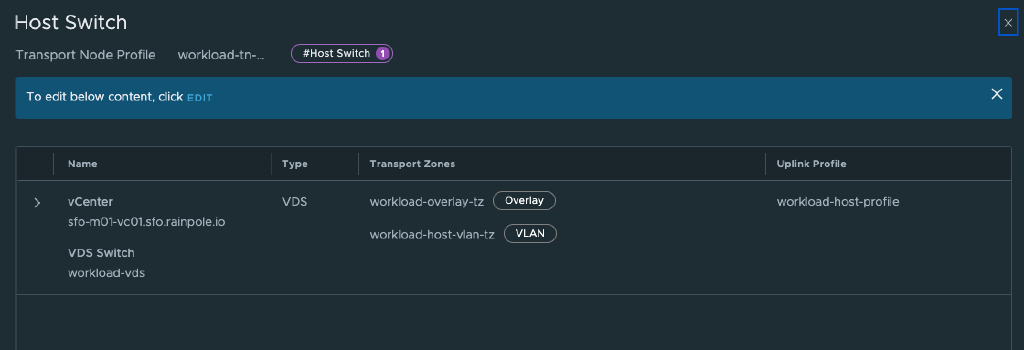 Host Switch
Transport Node Profile workload-tn-...
#Host Switch 1
To edit below content, click EDIT
Name Type Transport Zones Uplink Profile
vCenter VDS workload-overlay-tz Overlay workload-host-profile
sfo-m01-vc01.sfo.rainpole.io
workload-host-vlan-tz VLAN
VDS Switch
workload-vds